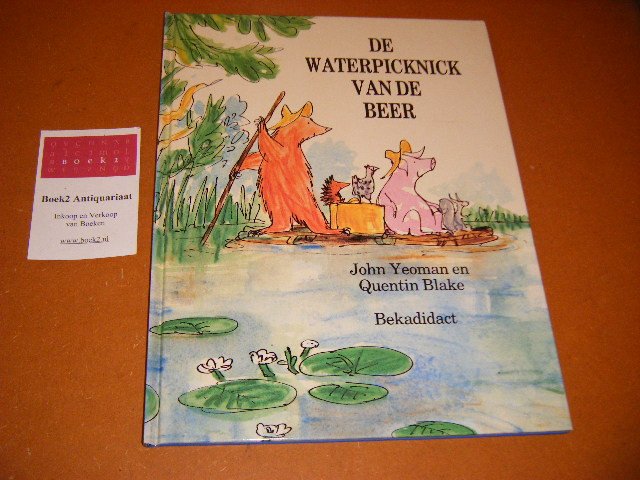 DE
WATERPICKNICK
VAN DE
BEER
John Yeoman en
Quentin Blake
Bekadidact
boek2
Boek2 Antiquariaat
Inkoop en Verkoop
van Boeken
www.boek2.nl